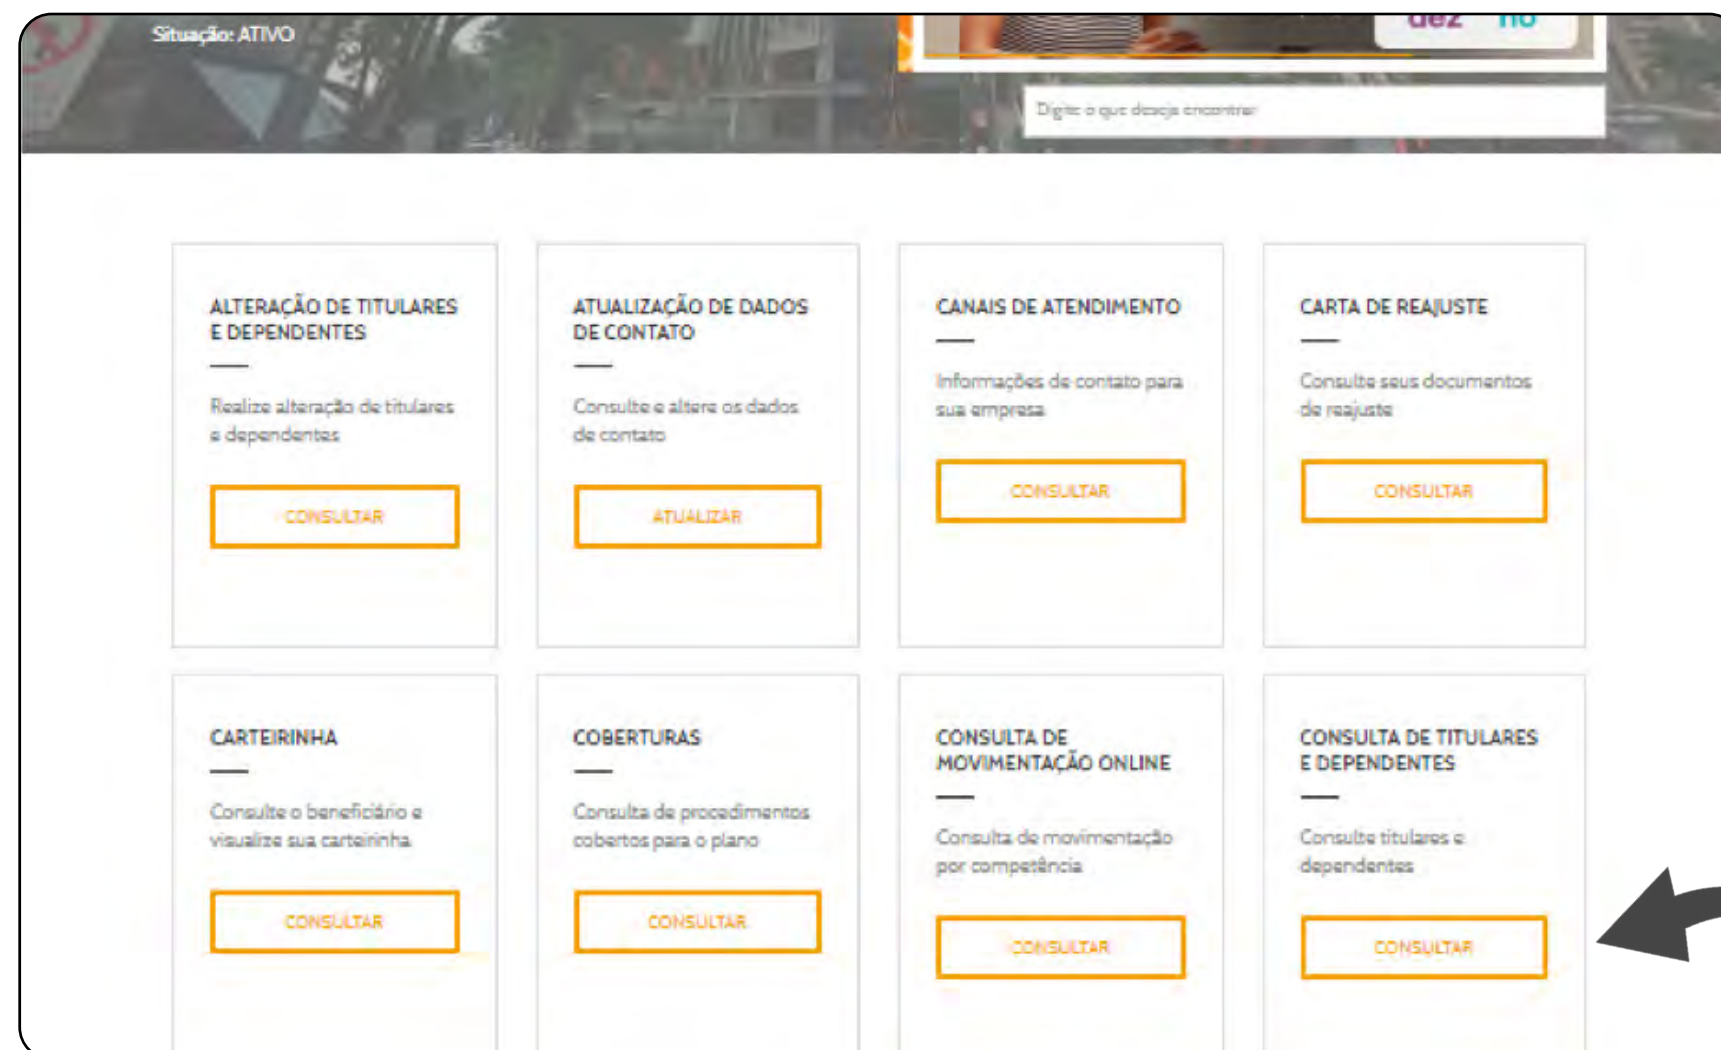 Situação: ATIVO
dez
no
Digite o que deseja encontrar
ALTERAÇÃO DE TITULARES
E DEPENDENTES
Realize alteração de titulares
e dependentes
CONSULTAR
ATUALIZAÇÃO DE DADOS
DE CONTATO
Consulte e altere os dados
de contato
ATUALIZAR
CANAIS DE ATENDIMENTO
Informações de contato para
sua empresa
CONSULTAR
CARTA DE REAJUSTE
Consulte seus documentos
de reajuste
CONSULTAR
CARTEIRINHA
Consulte o beneficiário e
visualize sua carteirinha
CONSULTAR
COBERTURAS
Consulta de procedimentos
cobertos para o plano
CONSULTAR
CONSULTA DE
MOVIMENTAÇÃO ONLINE
Consulta de movimentação
por competência
CONSULTAR
CONSULTA DE TITULARES
E DEPENDENTES
Consulte titulares e
dependentes
CONSULTAR